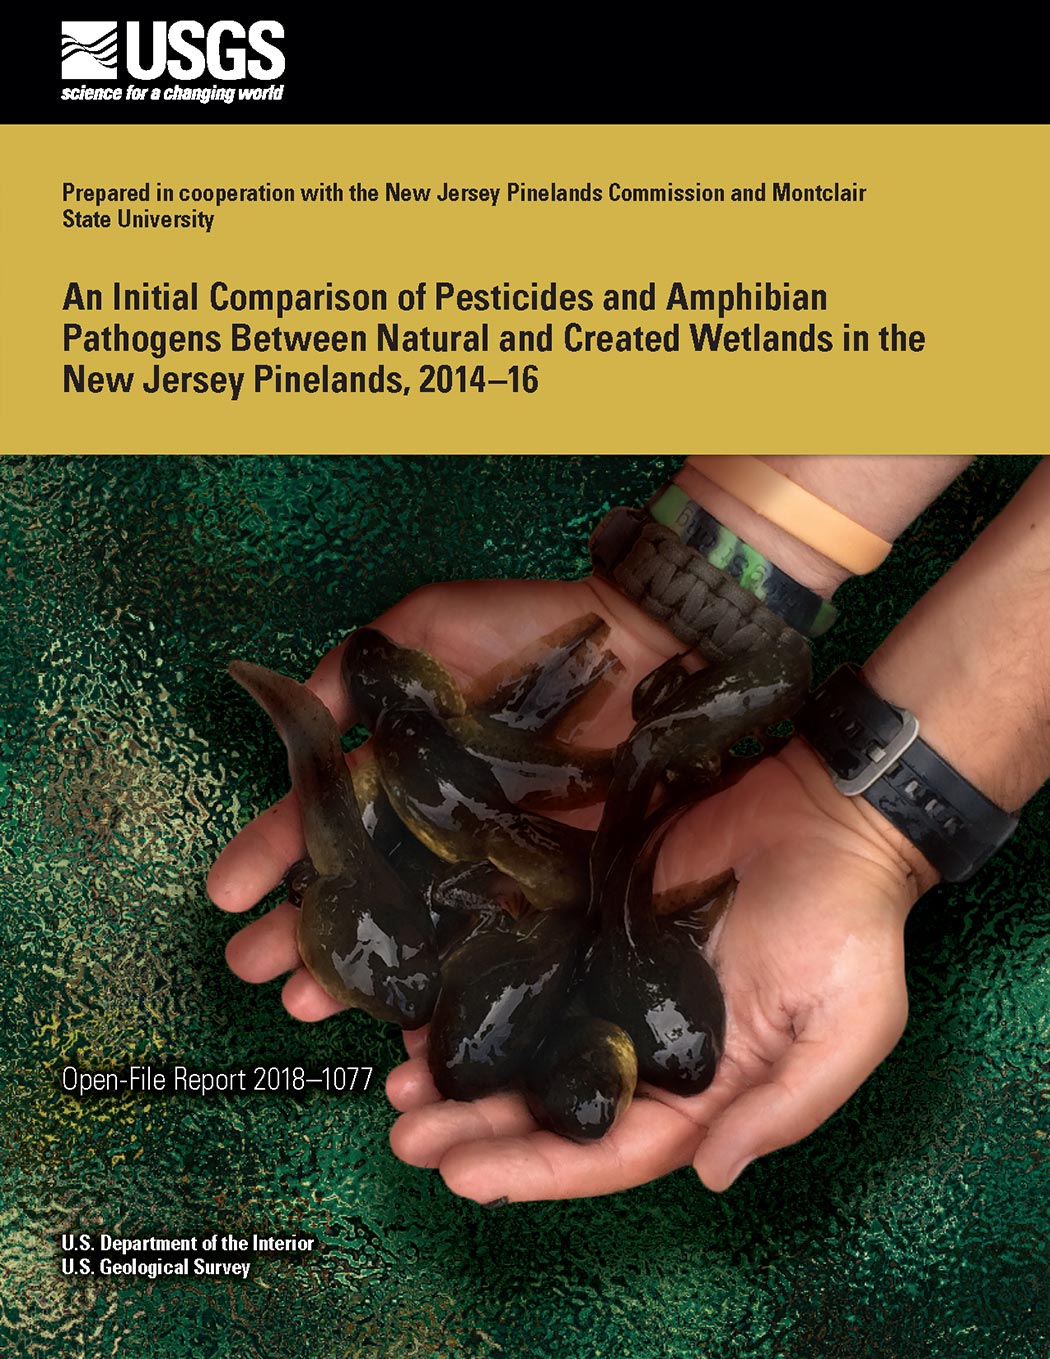 USGS
science for a changing world
Prepared in cooperation with the New Jersey Pinelands Commission and Montclair
State University
An Initial Comparison of Pesticides and Amphibian
Pathogens Between Natural and Created Wetlands in the
New Jersey Pinelands, 2014–16
Open-File Report 2018–1077
U.S. Department of the Interior
U.S. Geological Survey